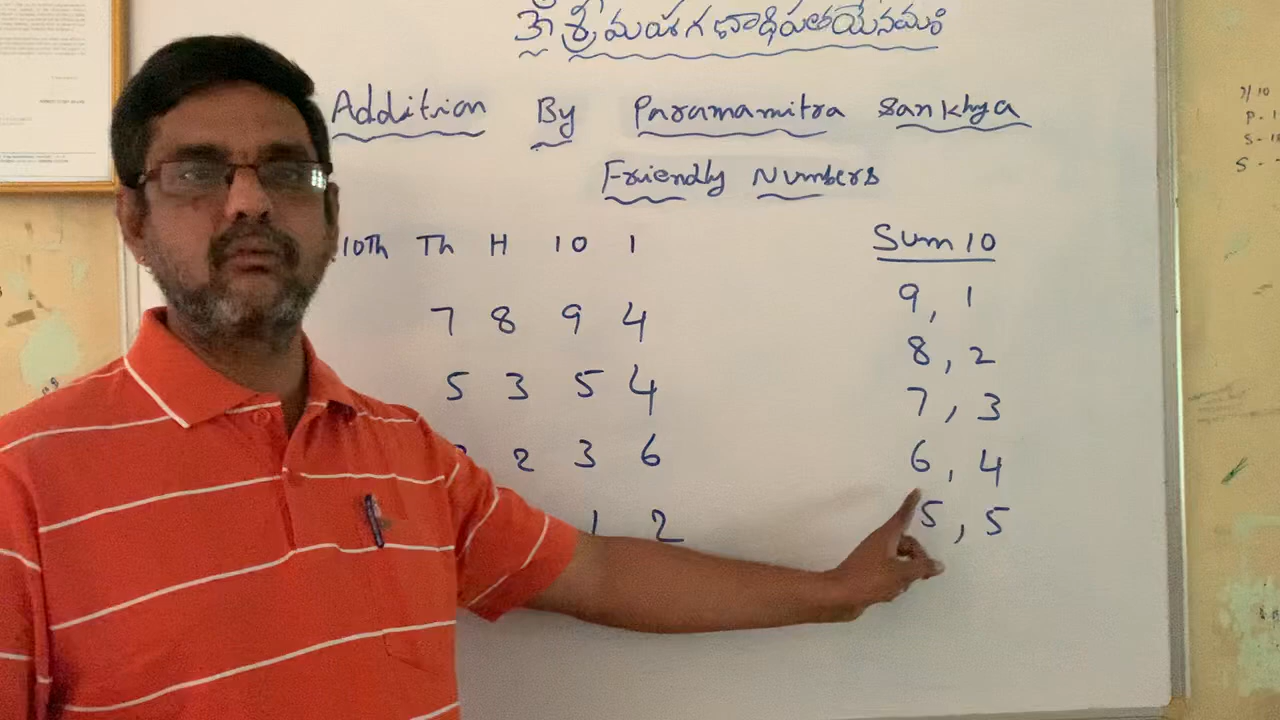 ఓం శ్రీ మహాగణాధిపతయేనమః
Addition By Paramamitra Sankhya
Friendly Numbers
10Th Th H 10 1
Sum 10
7 8 9 4
9, 1
8, 2
5 3 5 4
7, 3
2 3 6
6, 4
1 2
5, 5